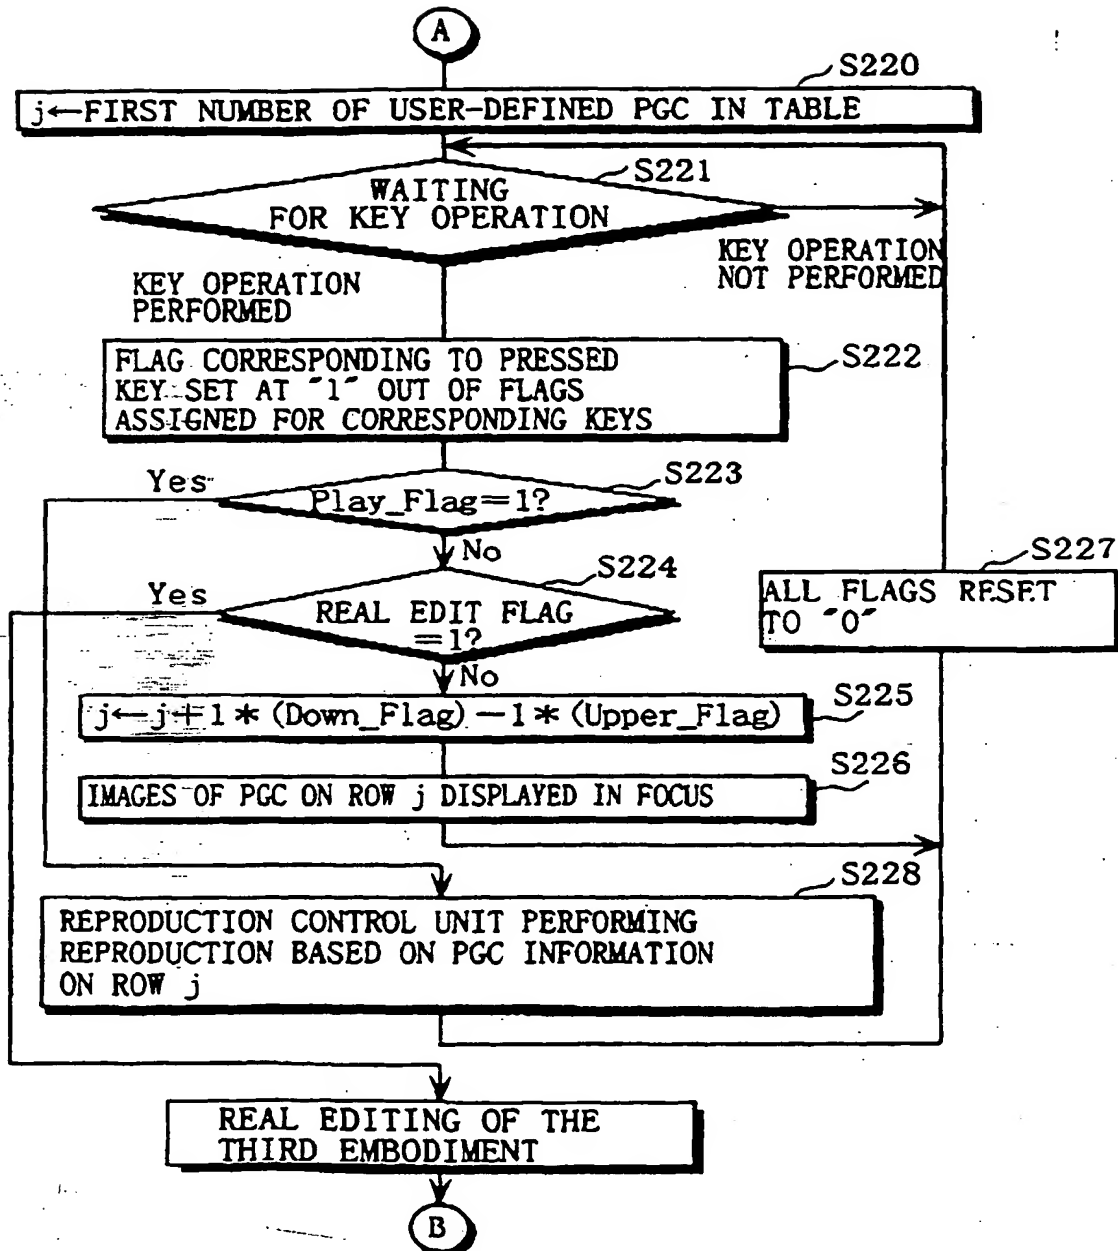 A
S220
j←FIRST NUMBER OF USER-DEFINED PGC IN TABLE
S221
WAITING
FOR KEY OPERATION
KEY OPERATION
NOT PERFORMED
KEY OPERATION
PERFORMED
S222
FLAG CORRESPONDING TO PRESSED
KEY SET AT "1" OUT OF FLAGS
ASSIGNED FOR CORRESPONDING KEYS
S223
Yes
Play_Flag=1?
No
S224
S227
Yes
REAL EDIT FLAG
=1?
ALL FLAGS RESET
TO "0"
No
S225
j←j+1*(Down_Flag)-1*(Upper_Flag)
S226
IMAGES OF PGC ON ROW j DISPLAYED IN FOCUS
S228
REPRODUCTION CONTROL UNIT PERFORMING
REPRODUCTION BASED ON PGC INFORMATION
ON ROW j
REAL EDITING OF THE
THIRD EMBODIMENT
B